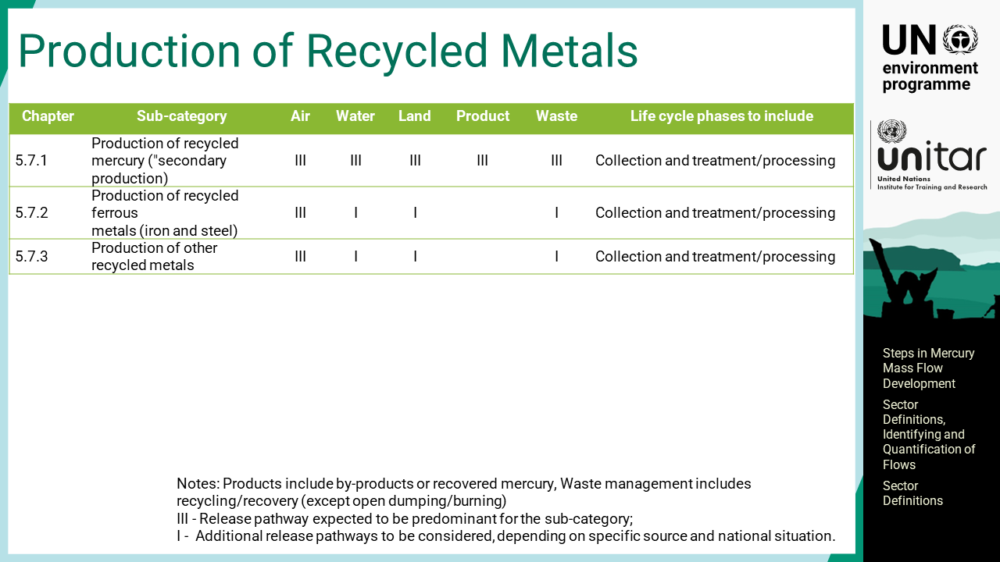 Production of Recycled Metals
Chapter Sub-category Air Water Land Product Waste Life cycle phases to include
Production of recycled
5.7.1 mercury ("secondary III III III III III Collection and treatment/processing
production)
Production of recycled
5.7.2 ferrous III I I I Collection and treatment/processing
metals (iron and steel)
5.7.3 Production of other III I I I Collection and treatment/processing
recycled metals
Notes: Products include by-products or recovered mercury, Waste management includes
recycling/recovery (except open dumping/burning)
III - Release pathway expected to be predominant for the sub-category;
I - Additional release pathways to be considered, depending on specific source and national situation.
UN
environment
programme
unitar
United Nations
Institute for Training and Research
Steps in Mercury
Mass Flow
Development
Sector
Definitions,
Identifying and
Quantification of
Flows
Sector
Definitions